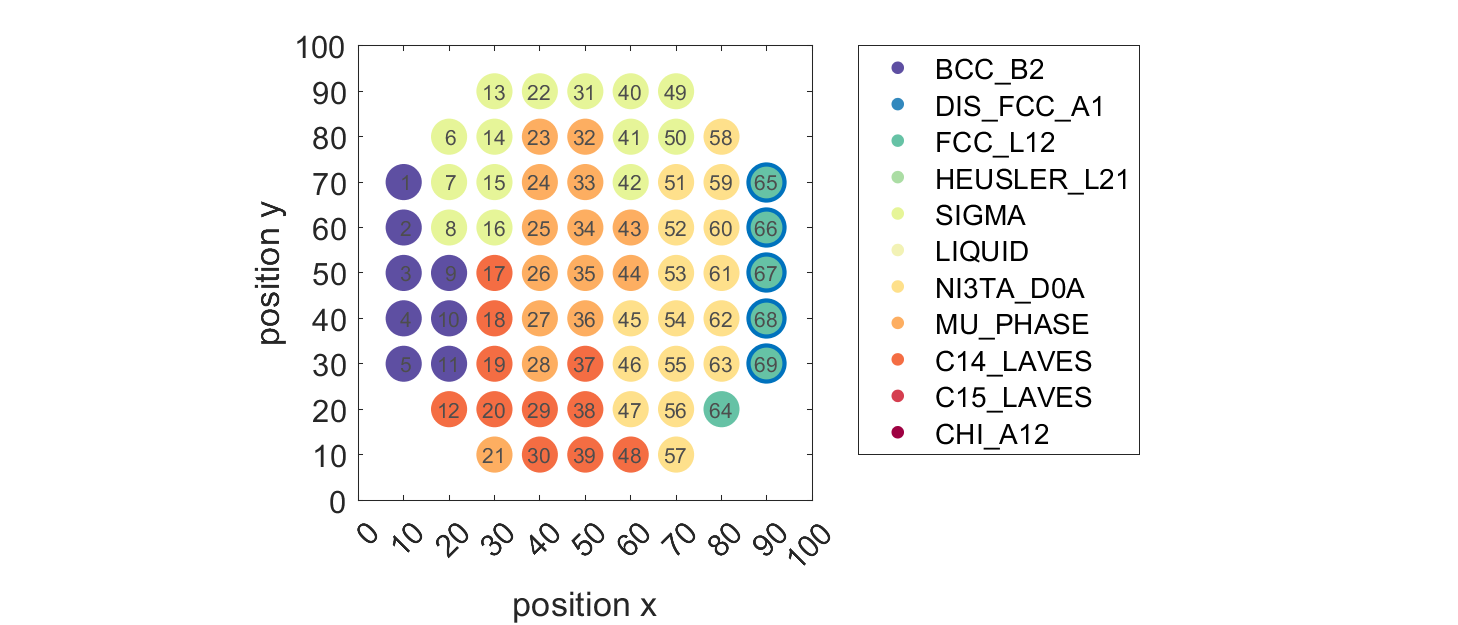 100
90
80
70
60
50
40
30
20
10
0
position y
13 22 31 40 49
6 14 23 32 41 50 58
1 7 15 24 33 42 51 59 65
2 8 16 25 34 43 52 60 66
3 9 17 26 35 44 53 61 67
4 10 18 27 36 45 54 62 68
5 11 19 28 37 46 55 63 69
12 20 29 38 47 56 64
21 30 39 48 57
0 10 20 30 40 50 60 70 80 90 100
position x
BCC_B2
DIS_FCC_A1
FCC_L12
HEUSLER_L21
SIGMA
LIQUID
NI3TA_D0A
MU_PHASE
C14_LAVES
C15_LAVES
CHI_A12